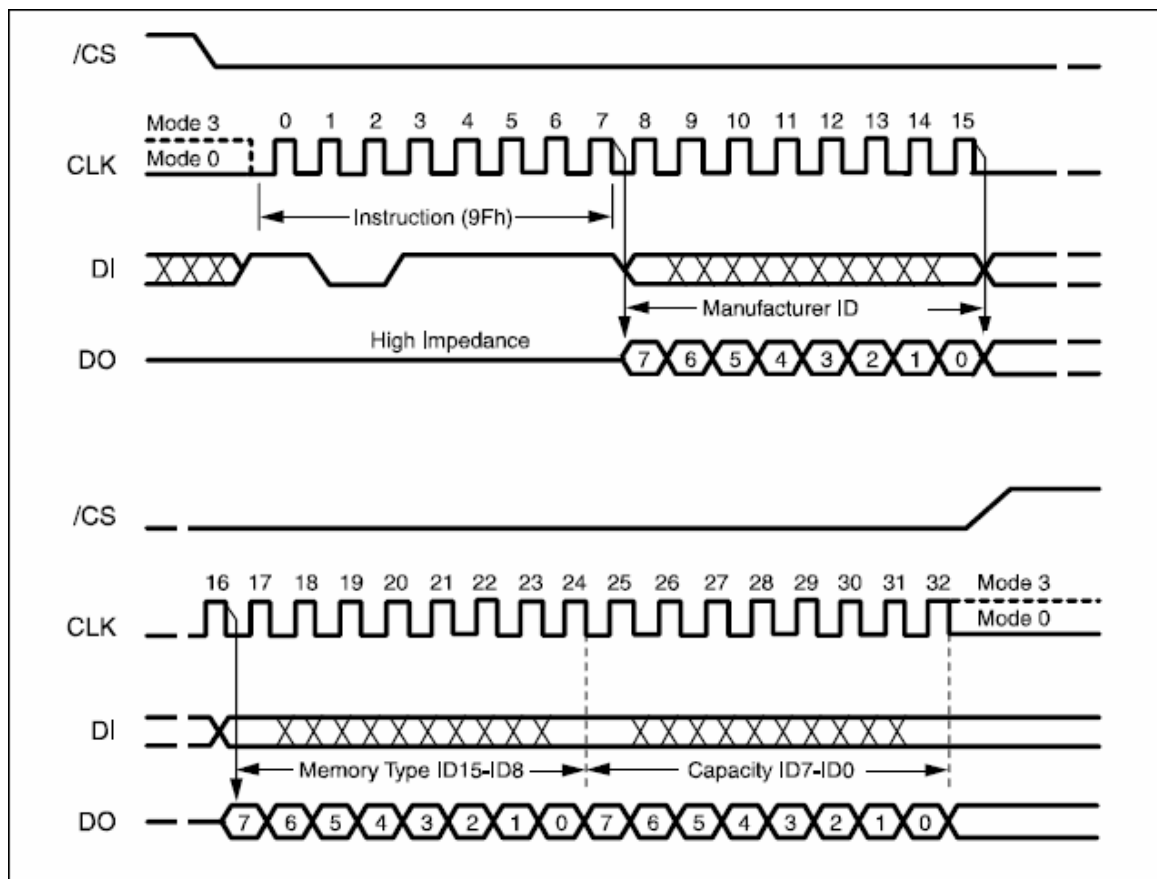 /CS
Mode 3
0 1 2 3 4 5 6 7 8 9 10 11 12 13 14 15
Mode 0
CLK
Instruction (9Fh)
DI
Manufacturer ID
High Impedance
DO
7 6 5 4 3 2 1 0
/CS
16 17 18 19 20 21 22 23 24 25 26 27 28 29 30 31 32
Mode 3
CLK
Mode 0
DI
Memory Type ID15-ID8
Capacity ID7-ID0
DO
7 6 5 4 3 2 1 0 7 6 5 4 3 2 1 0